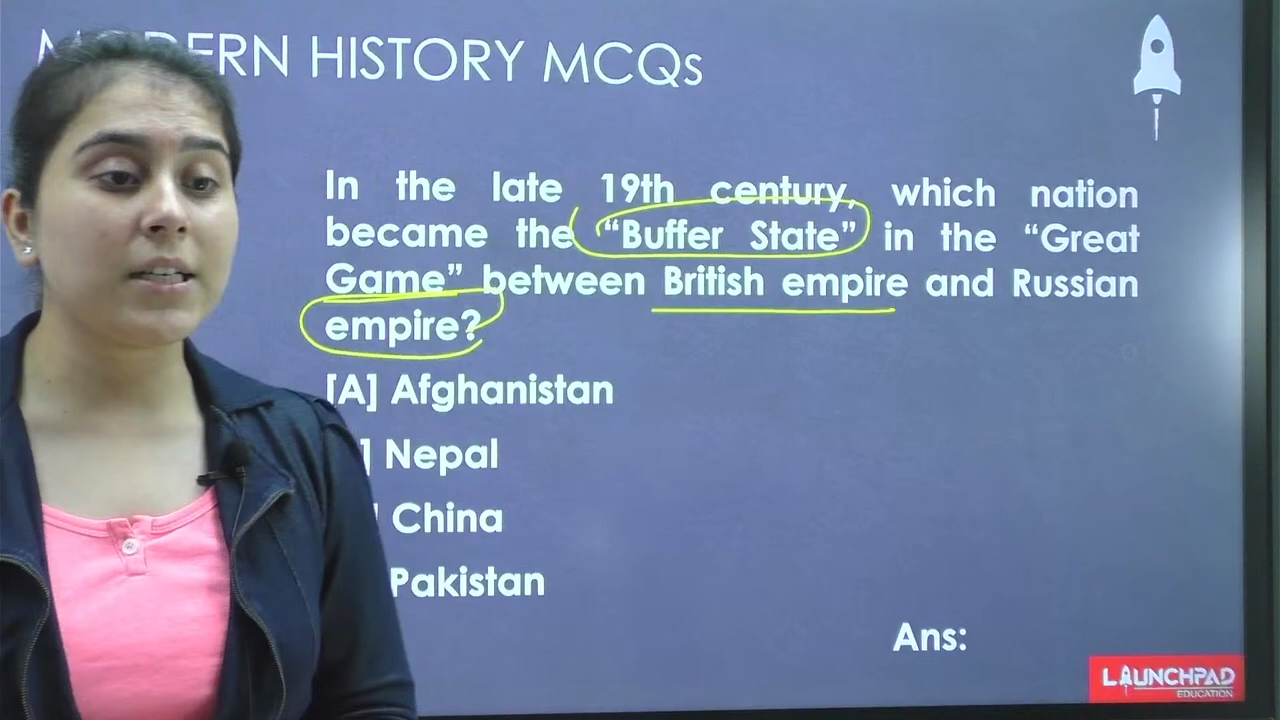 MODERN HISTORY MCQs
In the late 19th century, which nation
became the “Buffer State” in the “Great
Game” between British empire and Russian
empire?
[A] Afghanistan
] Nepal
] China
Pakistan
Ans:
LAUNCHPAD
EDUCATION